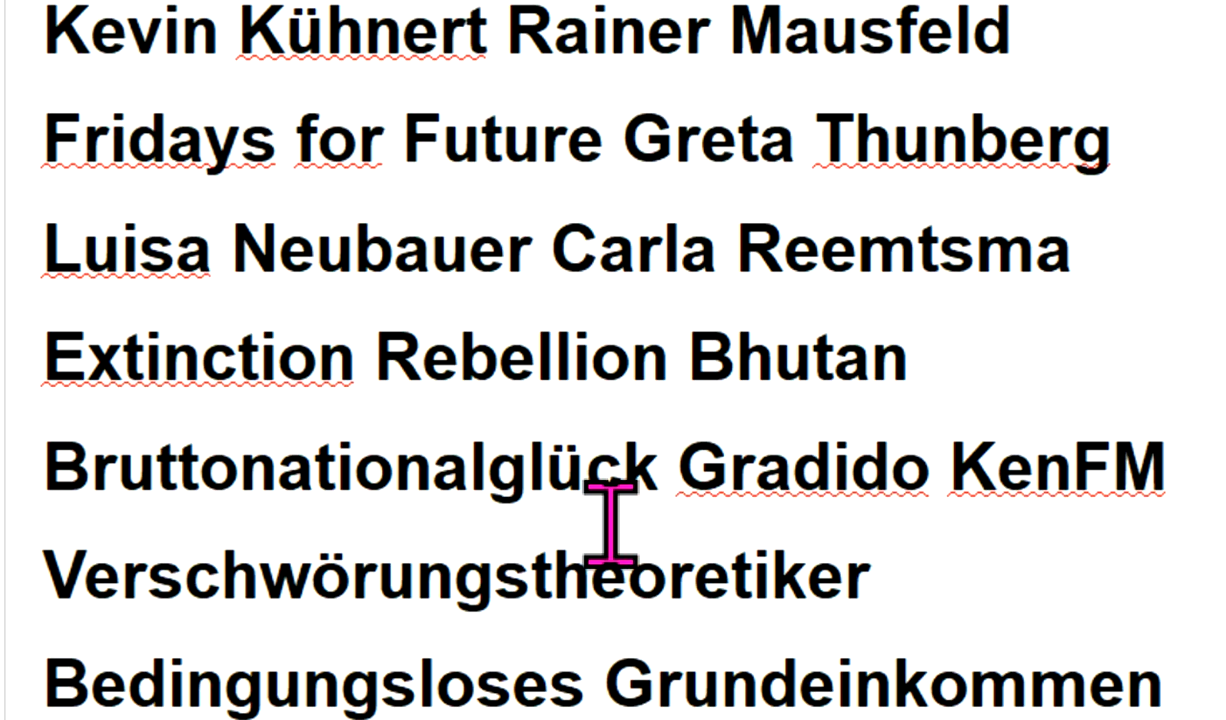 Kevin Kühnert Rainer Mausfeld
Fridays for Future Greta Thunberg
Luisa Neubauer Carla Reemtsma
Extinction Rebellion Bhutan
Bruttonationalglück Gradido KenFM
Verschwörungstheoretiker
Bedingungsloses Grundeinkommen